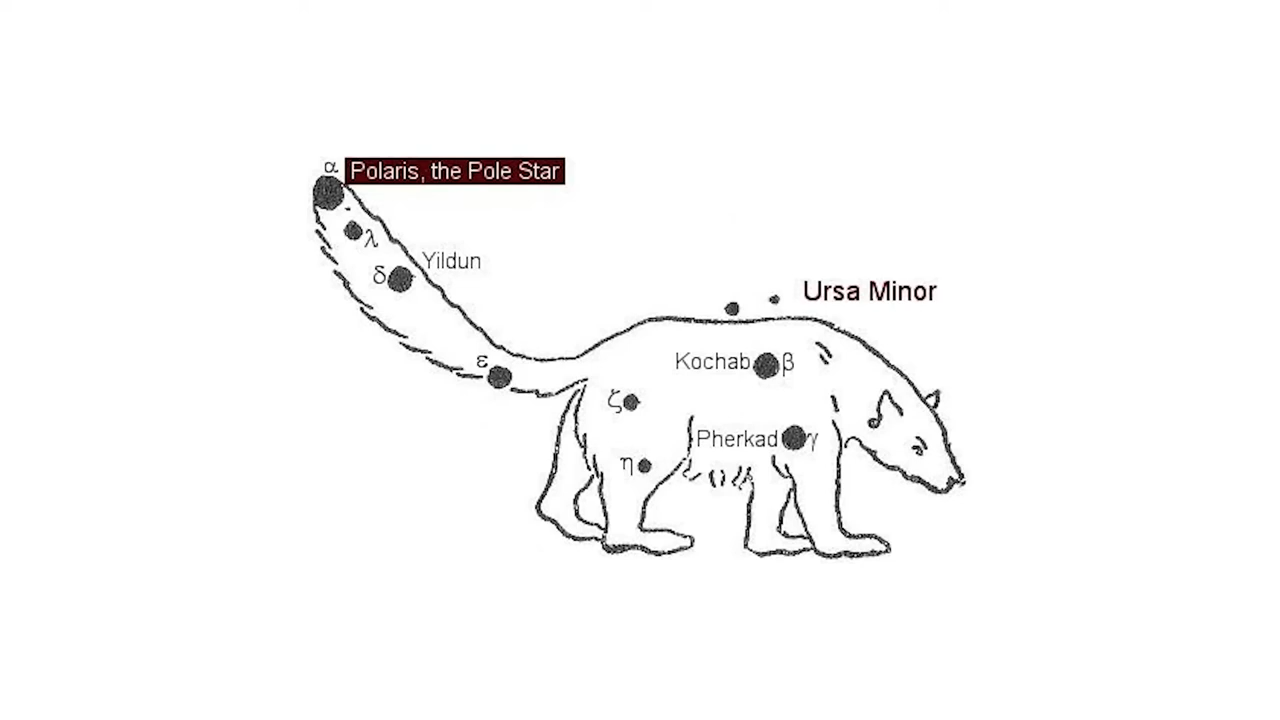 α Polaris, the Pole Star
λ
Yildun
δ
Ursa Minor
ε
Kochab β
ζ
Pherkad γ
η